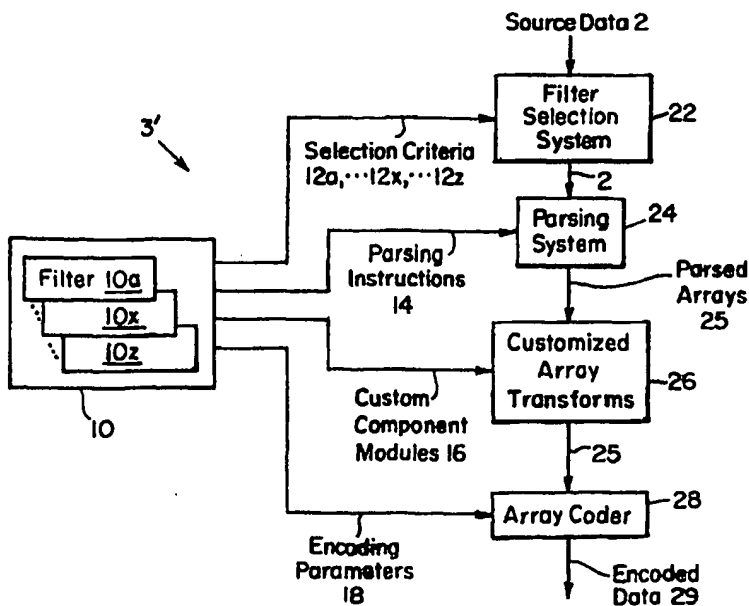 Source Data 2
Filter
Selection
System
22
3'
Selection Criteria
12a,···12x,···12z
2
Parsing
System
24
Filter 10a
10x
10z
10
Parsing
Instructions
14
Parsed
Arrays
25
Customized
Array
Transforms
26
Custom
Component
Modules 16
25
Array Coder
28
Encoding
Parameters
18
Encoded
Data 29